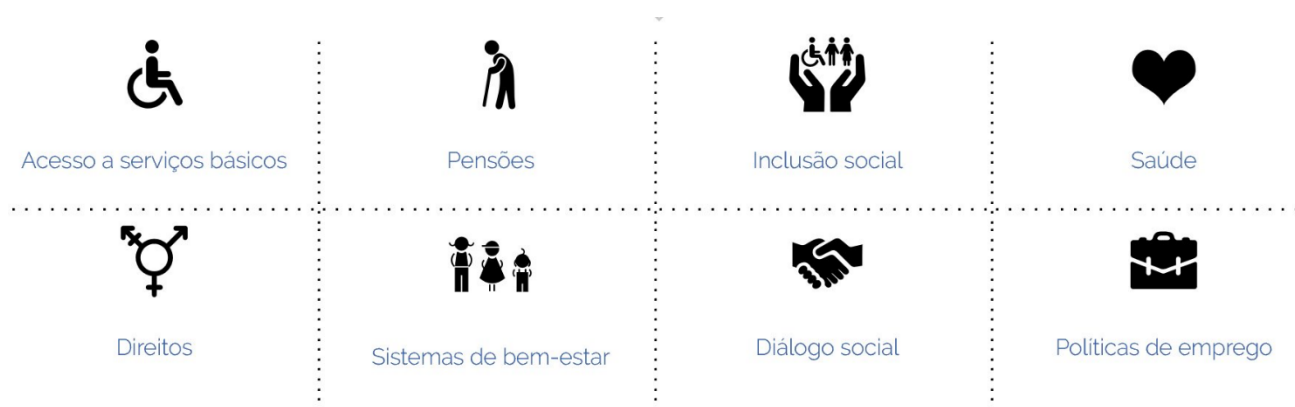 Acesso a serviços básicos
Pensões
Inclusão social
Saúde
Direitos
Sistemas de bem-estar
Diálogo social
Políticas de emprego